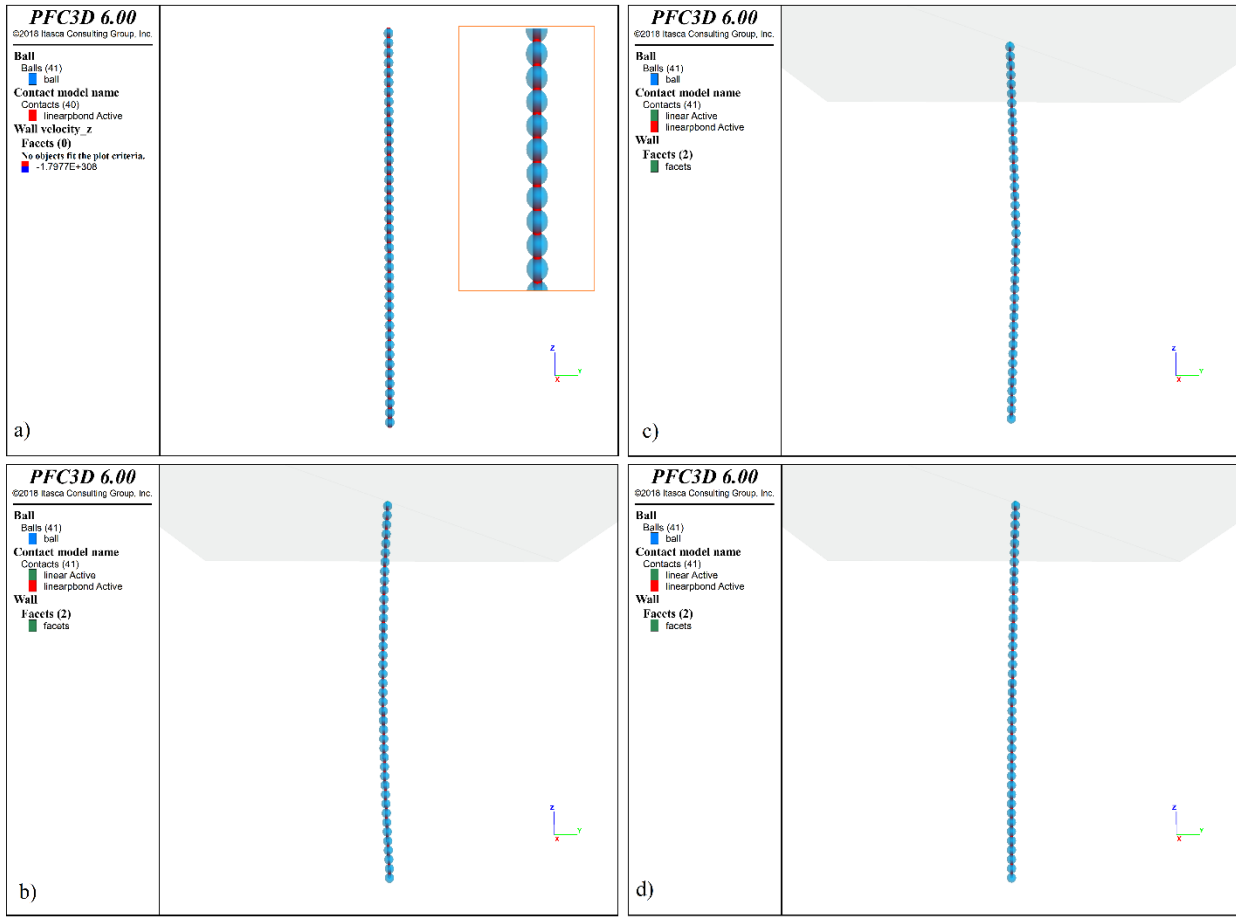 PFC3D 6.00
©2018 Itasca Consulting Group, Inc.
Ball
Balls (41)
ball
Contact model name
Contacts (40)
linearpbond Active
Wall velocity_z
Facets (0)
No objects fit the plot criteria.
-1.7977E+308
Z
Y
X
a)
PFC3D 6.00
©2018 Itasca Consulting Group, Inc.
Ball
Balls (41)
ball
Contact model name
Contacts (41)
linear Active
linearpbond Active
Wall
Facets (2)
facets
Z
Y
X
c)
PFC3D 6.00
©2018 Itasca Consulting Group, Inc.
Ball
Balls (41)
ball
Contact model name
Contacts (41)
linear Active
linearpbond Active
Wall
Facets (2)
facets
Z
Y
X
b)
PFC3D 6.00
©2018 Itasca Consulting Group, Inc.
Ball
Balls (41)
ball
Contact model name
Contacts (41)
linear Active
linearpbond Active
Wall
Facets (2)
facets
Z
Y
X
d)